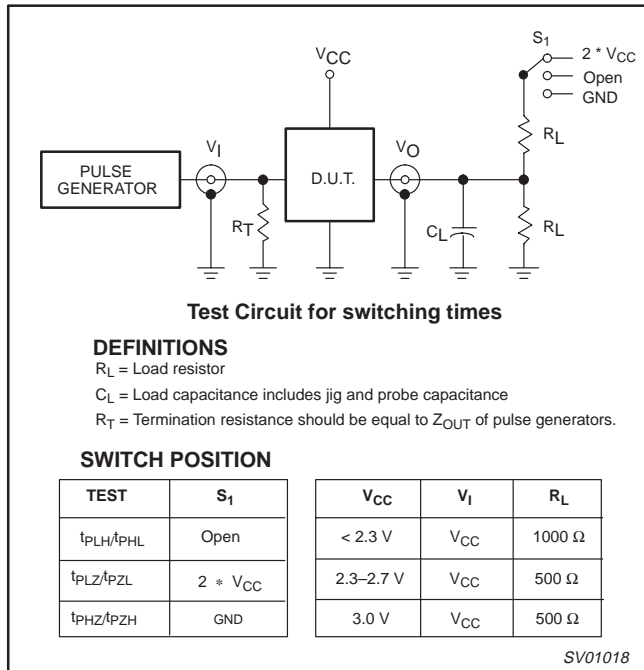 S1
2 * VCC
Open
GND
VCC
RL
VI
VO
PULSE
GENERATOR
D.U.T.
RT
CL
RL
Test Circuit for switching times
DEFINITIONS
RL = Load resistor
CL = Load capacitance includes jig and probe capacitance
RT = Termination resistance should be equal to ZOUT of pulse generators.
SWITCH POSITION
TEST S1
tPLH/tPHL Open
tPLZ/tPZL 2 * VCC
tPHZ/tPZH GND
VCC VI RL
< 2.3 V VCC 1000 Ω
2.3–2.7 V VCC 500 Ω
3.0 V VCC 500 Ω
SV01018